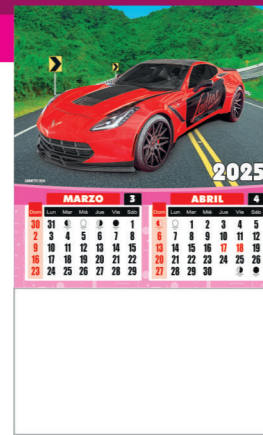 2025
MARZO 3 ABRIL 4
Dom Lun Mar Mié Jue Vie Sáb Dom Lun Mar Mié Jue Vie Sáb
30 31 1 1 2 3 4 5
2 3 4 5 6 7 8 6 7 8 9 10 11 12
9 10 11 12 13 14 15 13 14 15 16 17 18 19
16 17 18 19 20 21 22 20 21 22 23 24 25 26
23 24 25 26 27 28 29 27 28 29 30